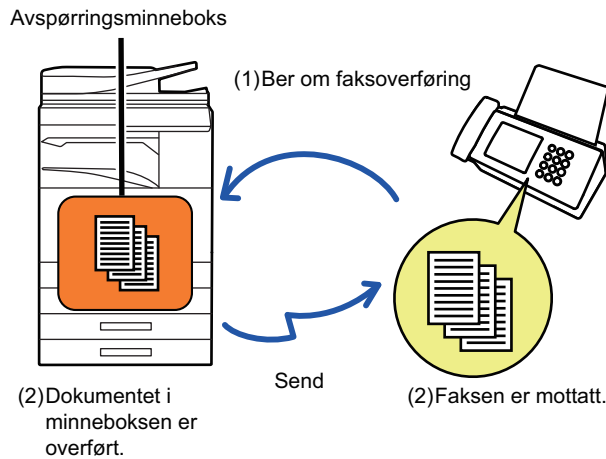 Avspørringsminneboks
(1)Ber om faksoverføring
Send
(2)Dokumentet i
minneboksen er
overført.
(2)Faksen er mottatt.